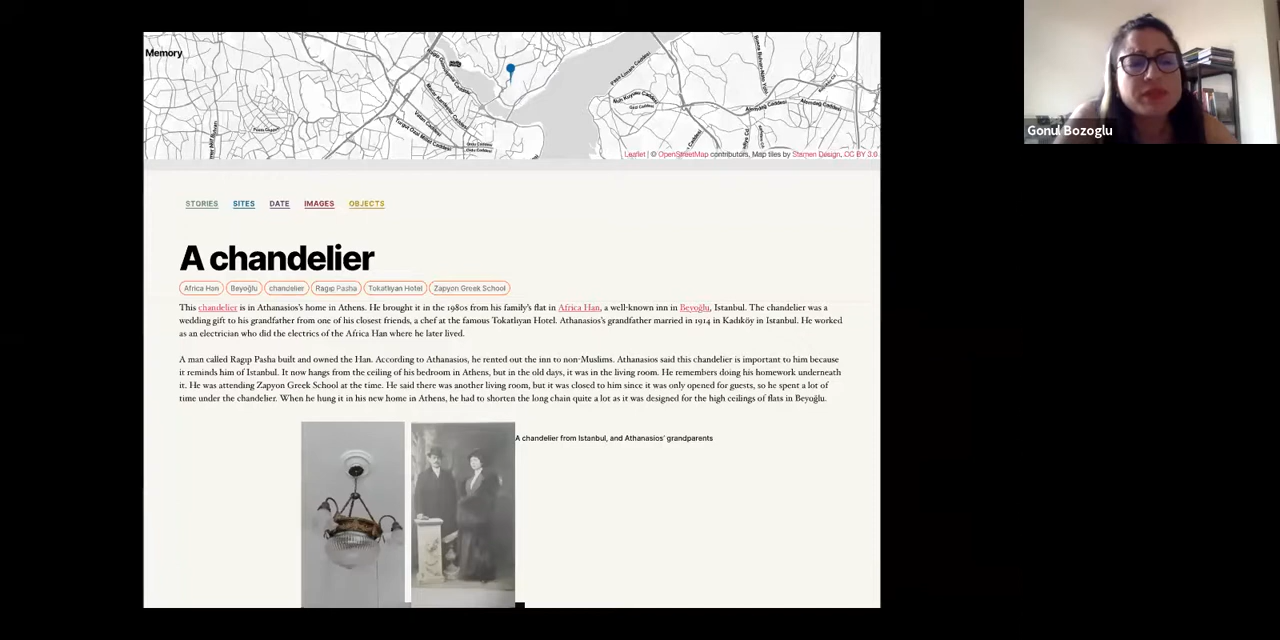 Memory
Leaflet | © OpenStreetMap contributors, Map tiles by Stamen Design, CC BY 3.0
Gonul Bozoglu
STORIES SITES DATE IMAGES OBJECTS
A chandelier
Africa Han Beyoğlu chandelier Ragıp Pasha Tokatlıyan Hotel Zapyon Greek School
This chandelier is in Athanasios's home in Athens. He brought it in the 1980s from his family's flat in Africa Han, a well-known inn in Beyoğlu, Istanbul. The chandelier was a
wedding gift to his grandfather from one of his closest friends, a chef at the famous Tokatlıyan Hotel. Athanasios's grandfather married in 1914 in Kadıköy in Istanbul. He worked
as an electrician who did the electrics of the Africa Han where he later lived.
A man called Ragıp Pasha built and owned the Han. According to Athanasios, he rented out the inn to non-Muslims. Athanasios said this chandelier is important to him because
it reminds him of Istanbul. It now hangs from the ceiling of his bedroom in Athens, but in the old days, it was in the living room. He remembers doing his homework underneath
it. He was attending Zapyon Greek School at the time. He said there was another living room, but it was closed to him since it was only opened for guests, so he spent a lot of
time under the chandelier. When he hung it in his new home in Athens, he had to shorten the long chain quite a lot as it was designed for the high ceilings of flats in Beyoğlu.
A chandelier from Istanbul, and Athanasios' grandparents